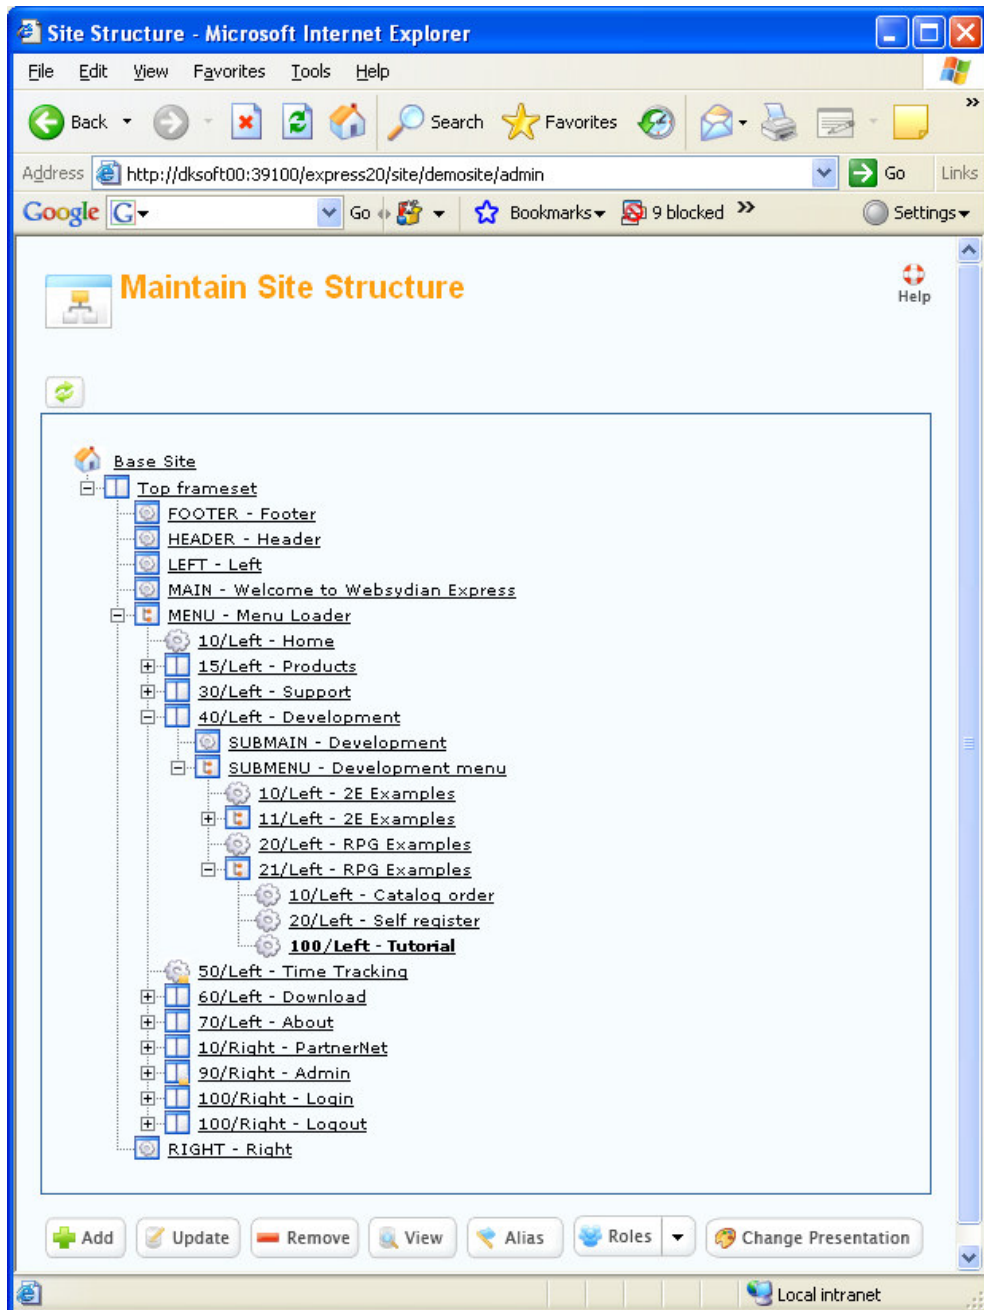 Site Structure - Microsoft Internet Explorer
File Edit View Favorites Tools Help
Back Search Favorites »
Address http://dksoft00:39100/express20/site/demosite/admin Go Links
Google G Go Bookmarks 9 blocked » Settings
Maintain Site Structure
Help
Base Site
Top frameset
FOOTER - Footer
HEADER - Header
LEFT - Left
MAIN - Welcome to Websydian Express
MENU - Menu Loader
10/Left - Home
15/Left - Products
30/Left - Support
40/Left - Development
SUBMAIN - Development
SUBMENU - Development menu
10/Left - 2E Examples
11/Left - 2E Examples
20/Left - RPG Examples
21/Left - RPG Examples
10/Left - Catalog order
20/Left - Self register
100/Left - Tutorial
50/Left - Time Tracking
60/Left - Download
70/Left - About
10/Right - PartnerNet
90/Right - Admin
100/Right - Login
100/Right - Logout
RIGHT - Right
Add Update Remove View Alias Roles Change Presentation
Local intranet